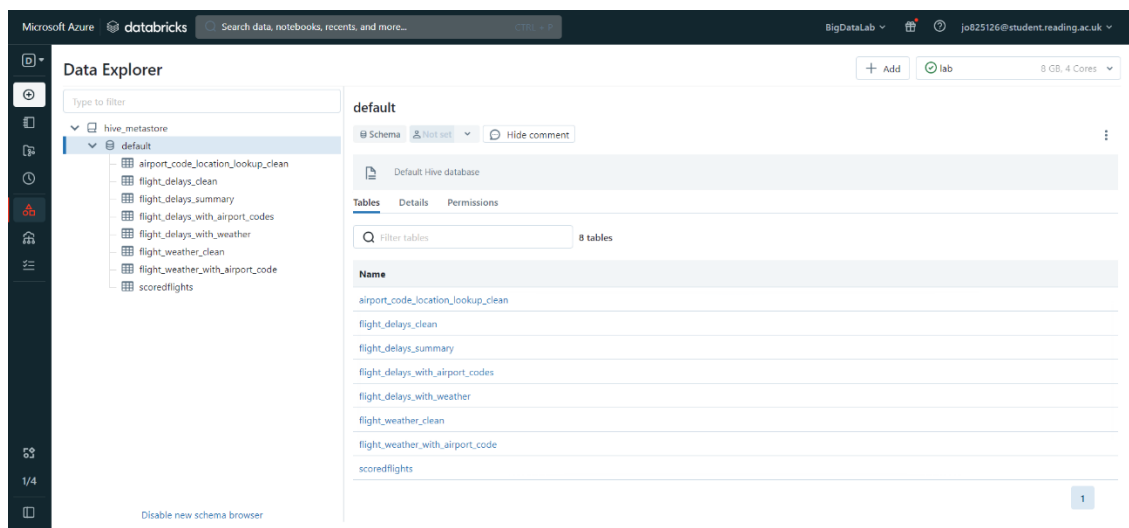 Microsoft Azure databricks Search data, notebooks, recents, and more... CTRL + P BigDataLab jo825126@student.reading.ac.uk
D
Data Explorer + Add lab 8 GB, 4 Cores
Type to filter
hive_metastore
default
airport_code_location_lookup_clean
flight_delays_clean
flight_delays_summary
flight_delays_with_airport_codes
flight_delays_with_weather
flight_weather_clean
flight_weather_with_airport_code
scoredflights
1/4
Disable new schema browser
default
Schema Not set Hide comment
Default Hive database
Tables Details Permissions
Filter tables 8 tables
Name
airport_code_location_lookup_clean
flight_delays_clean
flight_delays_summary
flight_delays_with_airport_codes
flight_delays_with_weather
flight_weather_clean
flight_weather_with_airport_code
scoredflights
1